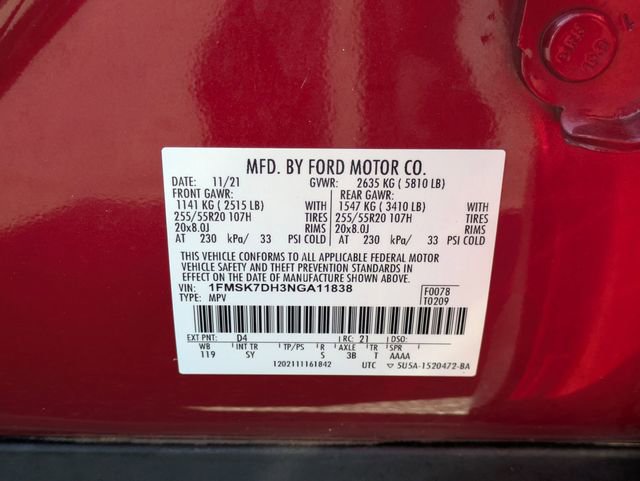 MFD. BY FORD MOTOR CO.
DATE: 11/21 GVWR: 2635 KG ( 5810 LB)
FRONT GAWR: REAR GAWR:
1141 KG ( 2515 LB) WITH 1547 KG ( 3410 LB) WITH
255/55R20 107H TIRES 255/55R20 107H TIRES
20x8.0J RIMS 20x8.0J RIMS
AT 230 kPa/ 33 PSI COLD AT 230 kPa/ 33 PSI COLD
THIS VEHICLE CONFORMS TO ALL APPLICABLE FEDERAL MOTOR
VEHICLE SAFETY AND THEFT PREVENTION STANDARDS IN
EFFECT ON THE DATE OF MANUFACTURE SHOWN ABOVE.
VIN: 1FMSK7DH3NGA11838 F0078
TYPE: MPV T0209
EXT PNT: D4 RC: 21 DSO:
WB INT TR TP/PS R AXLE TR SPR
119 SY S 3B T AAAA
1202111161842 UTC 5U5A-1520472-BA